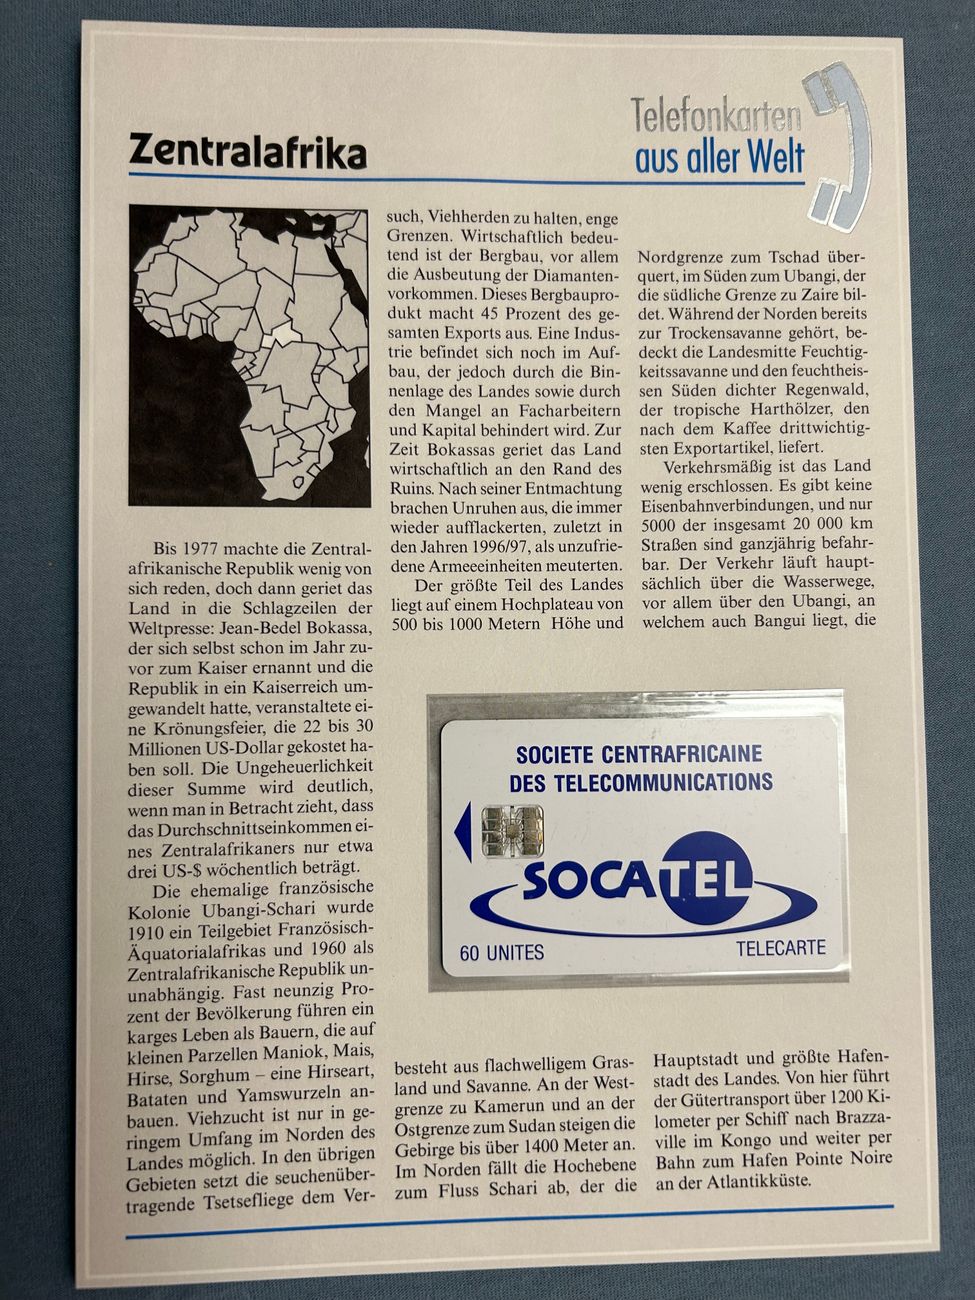 Zentralafrika
Telefonkarten
aus aller Welt
Bis 1977 machte die Zentral-
afrikanische Republik wenig von
sich reden, doch dann geriet das
Land in die Schlagzeilen der
Weltpresse: Jean-Bedel Bokassa,
der sich selbst schon im Jahr zu-
vor zum Kaiser ernannt und die
Republik in ein Kaiserreich um-
gewandelt hatte, veranstaltete ei-
ne Krönungsfeier, die 22 bis 30
Millionen US-Dollar gekostet ha-
ben soll. Die Ungeheuerlichkeit
dieser Summe wird deutlich,
wenn man in Betracht zieht, dass
das Durchschnittseinkommen ei-
nes Zentralafrikaners nur etwa
drei US-$ wöchentlich beträgt.
Die ehemalige französische
Kolonie Ubangi-Schari wurde
1910 ein Teilgebiet Französisch-
Äquatorialafrikas und 1960 als
Zentralafrikanische Republik un-
unabhängig. Fast neunzig Pro-
zent der Bevölkerung führen ein
karges Leben als Bauern, die auf
kleinen Parzellen Maniok, Mais,
Hirse, Sorghum – eine Hirseart,
Bataten und Yamswurzeln an-
bauen. Viehzucht ist nur in ge-
ringem Umfang im Norden des
Landes möglich. In den übrigen
Gebieten setzt die seuchenüber-
tragende Tsetsefliege dem Ver-
such, Viehherden zu halten, enge
Grenzen. Wirtschaftlich bedeu-
tend ist der Bergbau, vor allem
die Ausbeutung der Diamanten-
vorkommen. Dieses Bergbaupro-
dukt macht 45 Prozent des ge-
samten Exports aus. Eine Indus-
trie befindet sich noch im Auf-
bau, der jedoch durch die Bin-
nenlage des Landes sowie durch
den Mangel an Facharbeitern
und Kapital behindert wird. Zur
Zeit Bokassas geriet das Land
wirtschaftlich an den Rand des
Ruins. Nach seiner Entmachtung
brachen Unruhen aus, die immer
wieder aufflackerten, zuletzt in
den Jahren 1996/97, als unzufrie-
dene Armeeeinheiten meuterten.
Der größte Teil des Landes
liegt auf einem Hochplateau von
500 bis 1000 Metern Höhe und
besteht aus flachwelligem Gras-
land und Savanne. An der West-
grenze zu Kamerun und an der
Ostgrenze zum Sudan steigen die
Gebirge bis über 1400 Meter an.
Im Norden fällt die Hochebene
zum Fluss Schari ab, der die
Nordgrenze zum Tschad über-
quert, im Süden zum Ubangi, der
die südliche Grenze zu Zaire bil-
det. Während der Norden bereits
zur Trockensavanne gehört, be-
deckt die Landesmitte Feuchtig-
keitssavanne und den feuchtheis-
sen Süden dichter Regenwald,
der tropische Harthölzer, den
nach dem Kaffee drittwichtig-
sten Exportartikel, liefert.
Verkehrsmäßig ist das Land
wenig erschlossen. Es gibt keine
Eisenbahnverbindungen, und nur
5000 der insgesamt 20 000 km
Straßen sind ganzjährig befahr-
bar. Der Verkehr läuft haupt-
sächlich über die Wasserwege,
vor allem über den Ubangi, an
welchem auch Bangui liegt, die
Hauptstadt und größte Hafen-
stadt des Landes. Von hier führt
der Gütertransport über 1200 Ki-
lometer per Schiff nach Brazza-
ville im Kongo und weiter per
Bahn zum Hafen Pointe Noire
an der Atlantikküste.
SOCIETE CENTRAFRICAINE
DES TELECOMMUNICATIONS
SOCATEL
60 UNITES
TELECARTE